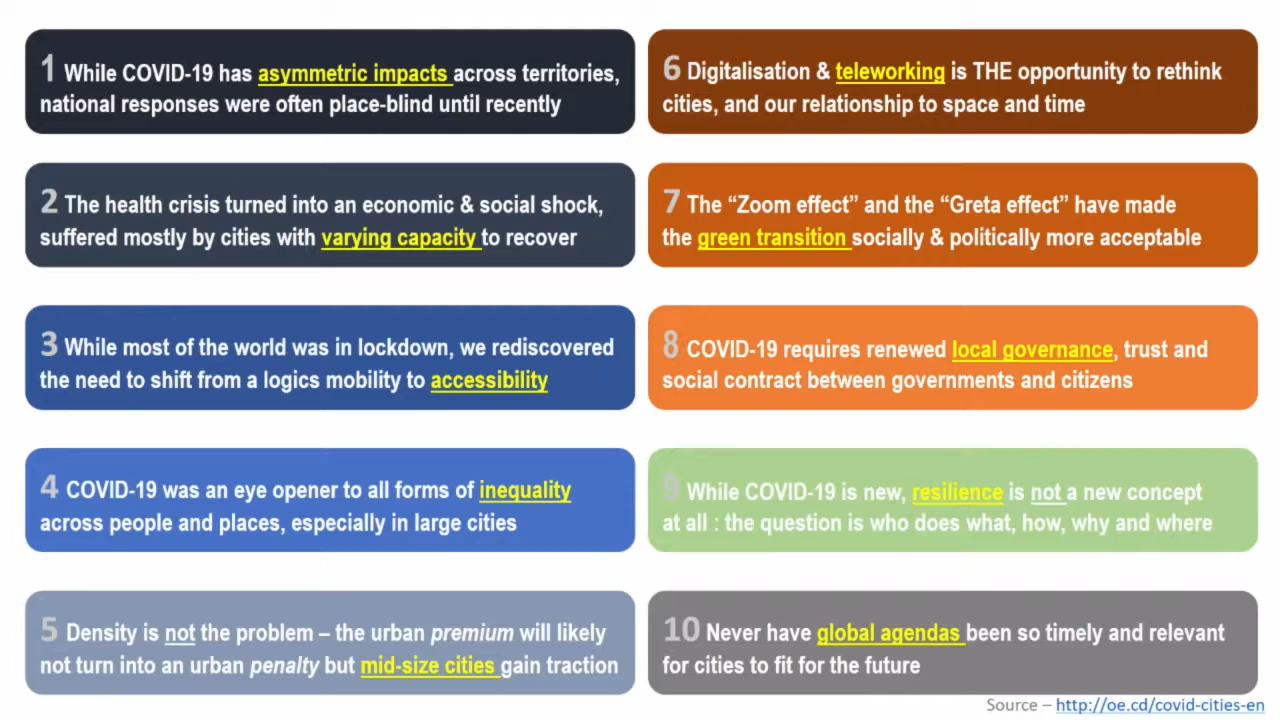 1 While COVID-19 has asymmetric impacts across territories,
national responses were often place-blind until recently
2 The health crisis turned into an economic & social shock,
suffered mostly by cities with varying capacity to recover
3 While most of the world was in lockdown, we rediscovered
the need to shift from a logics mobility to accessibility
4 COVID-19 was an eye opener to all forms of inequality
across people and places, especially in large cities
5 Density is not the problem – the urban premium will likely
not turn into an urban penalty but mid-size cities gain traction
6 Digitalisation & teleworking is THE opportunity to rethink
cities, and our relationship to space and time
7 The “Zoom effect” and the “Greta effect” have made
the green transition socially & politically more acceptable
8 COVID-19 requires renewed local governance, trust and
social contract between governments and citizens
9 While COVID-19 is new, resilience is not a new concept
at all : the question is who does what, how, why and where
10 Never have global agendas been so timely and relevant
for cities to fit for the future
Source – http://oe.cd/covid-cities-en